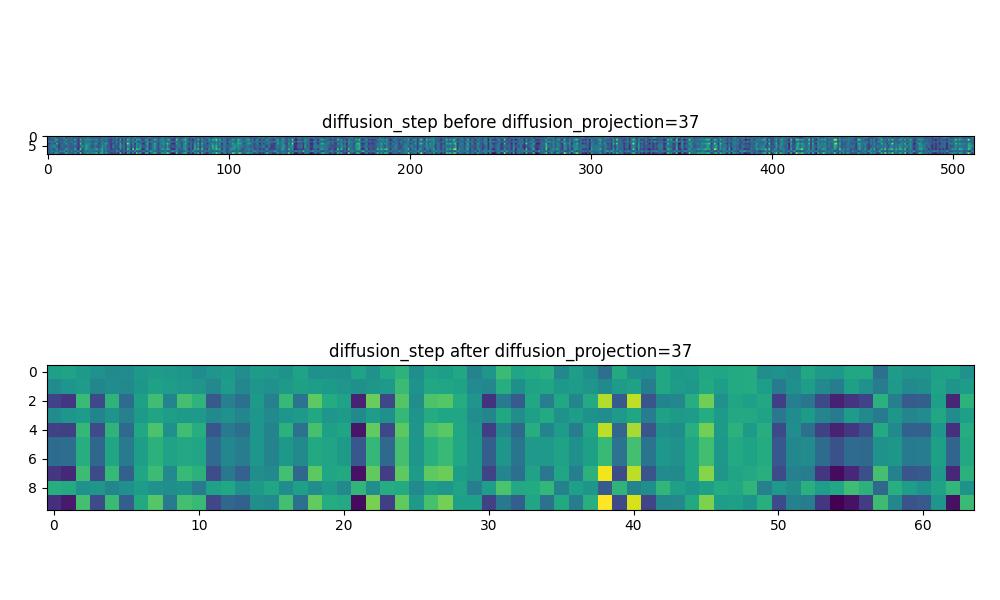 diffusion_step before diffusion_projection=37
0
5
0 100 200 300 400 500
diffusion_step after diffusion_projection=37
0
2
4
6
8
0 10 20 30 40 50 60